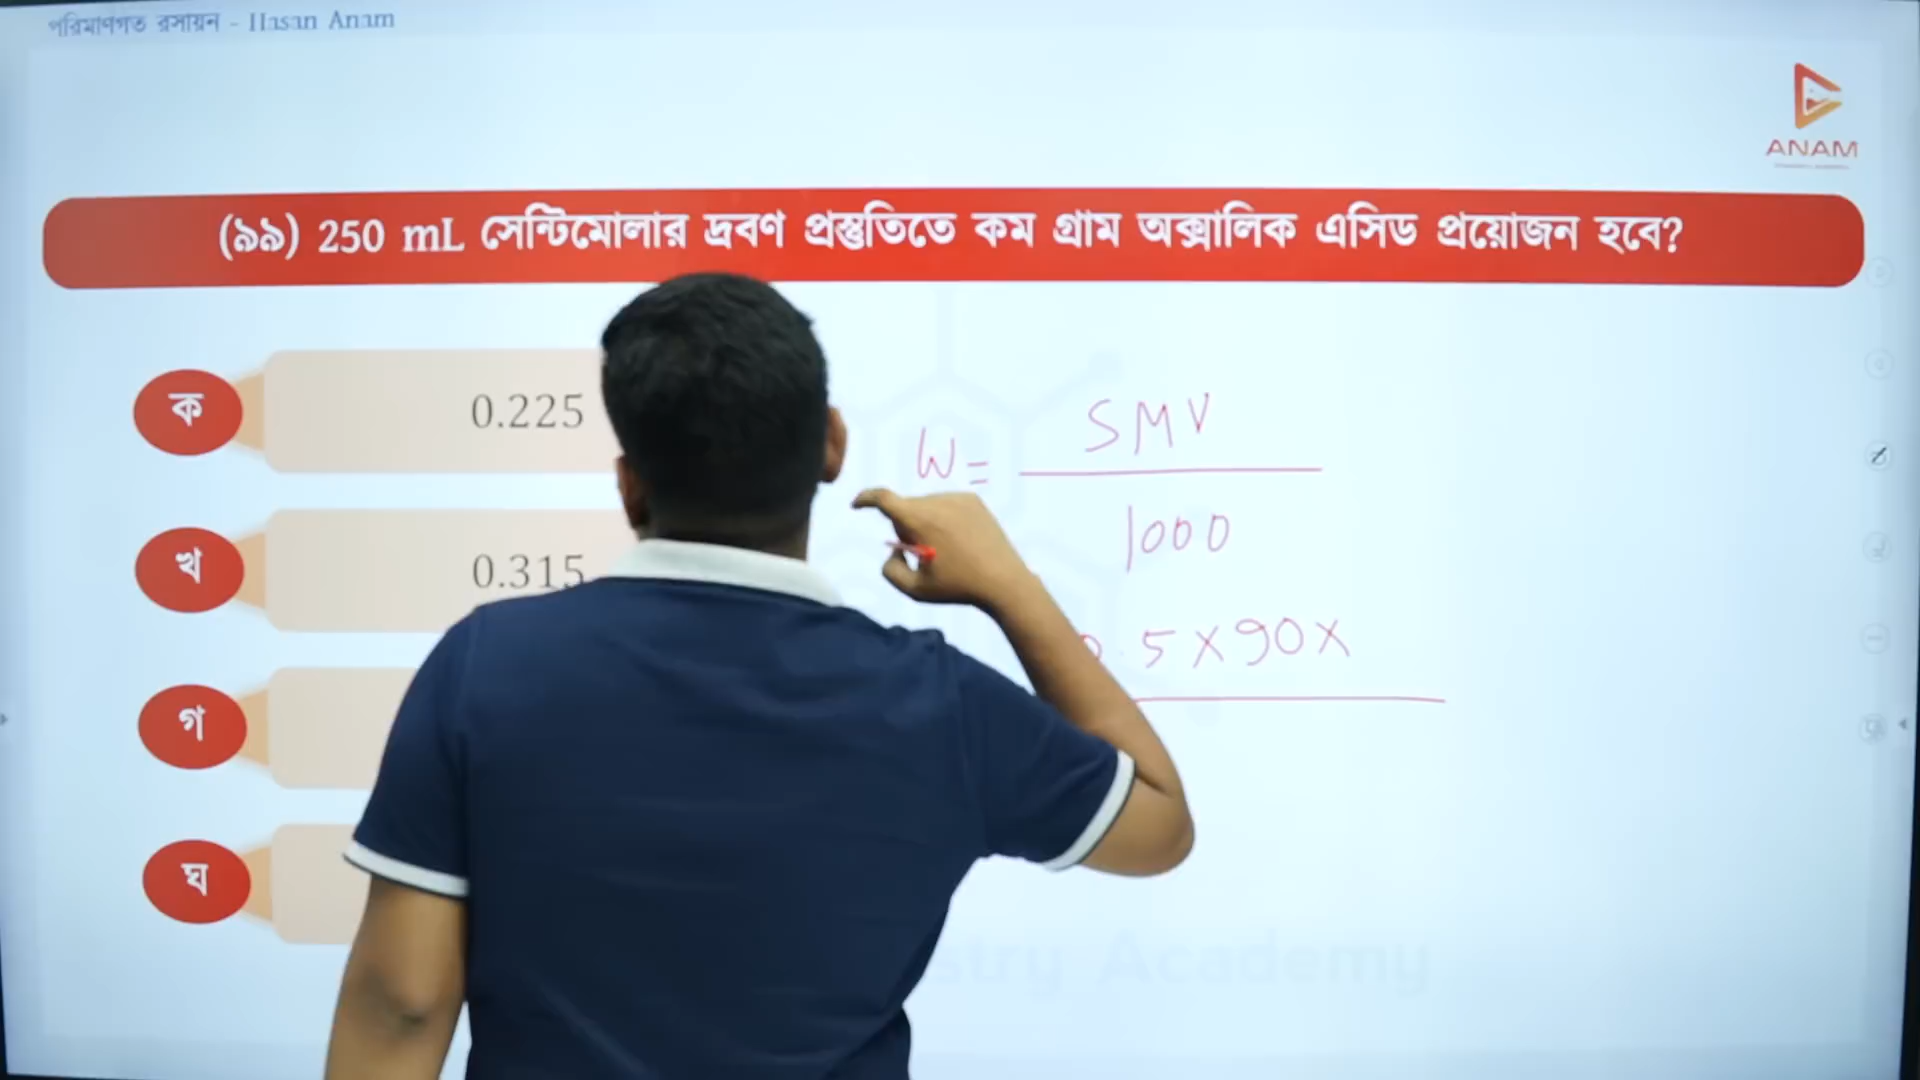 পরিমাণগত রসায়ন - Hasan Anam
ANAM
(৯৯) 250 mL সেন্টিমোলার দ্রবণ প্রস্তুতিতে কম গ্রাম অক্সালিক এসিড প্রয়োজন হবে?
ক 0.225
খ 0.315
গ
ঘ
W = SMV
1000
.5 X 90 X
Academy